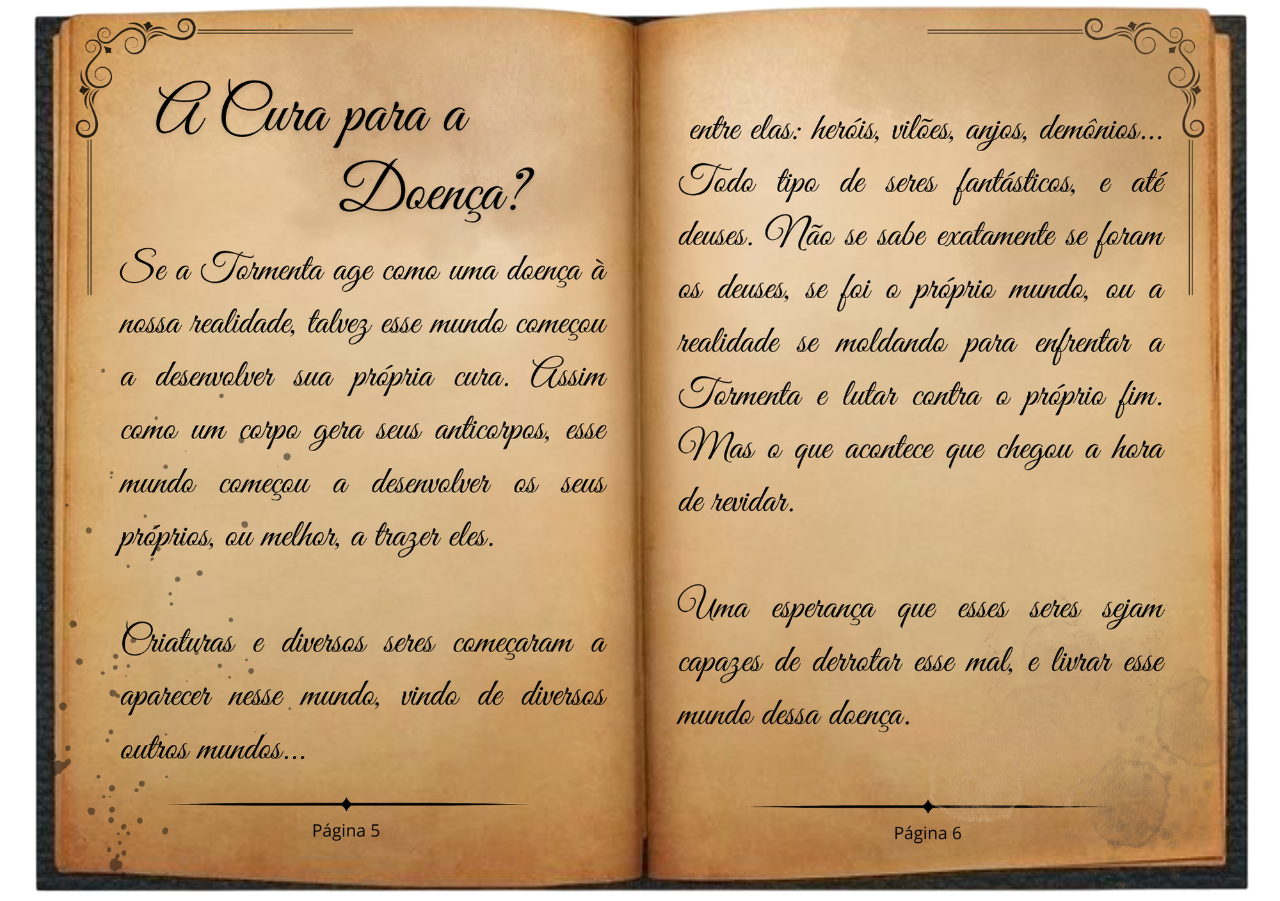 A Cura para a
Doença?
Se a Tormenta age como uma doença à
nossa realidade, talvez esse mundo começou
a desenvolver sua própria cura. Assim
como um corpo gera seus anticorpos, esse
mundo começou a desenvolver os seus
próprios, ou melhor, a trazer eles.
Criaturas e diversos seres começaram a
aparecer nesse mundo, vindo de diversos
outros mundos...
Página 5
entre elas: heróis, vilões, anjos, demônios...
Todo tipo de seres fantásticos, e até
deuses. Não se sabe exatamente se foram
os deuses, se foi o próprio mundo, ou a
realidade se moldando para enfrentar a
Tormenta e lutar contra o próprio fim.
Mas o que acontece que chegou a hora
de revidar.
Uma esperança que esses seres sejam
capazes de derrotar esse mal, e livrar esse
mundo dessa doença.
Página 6